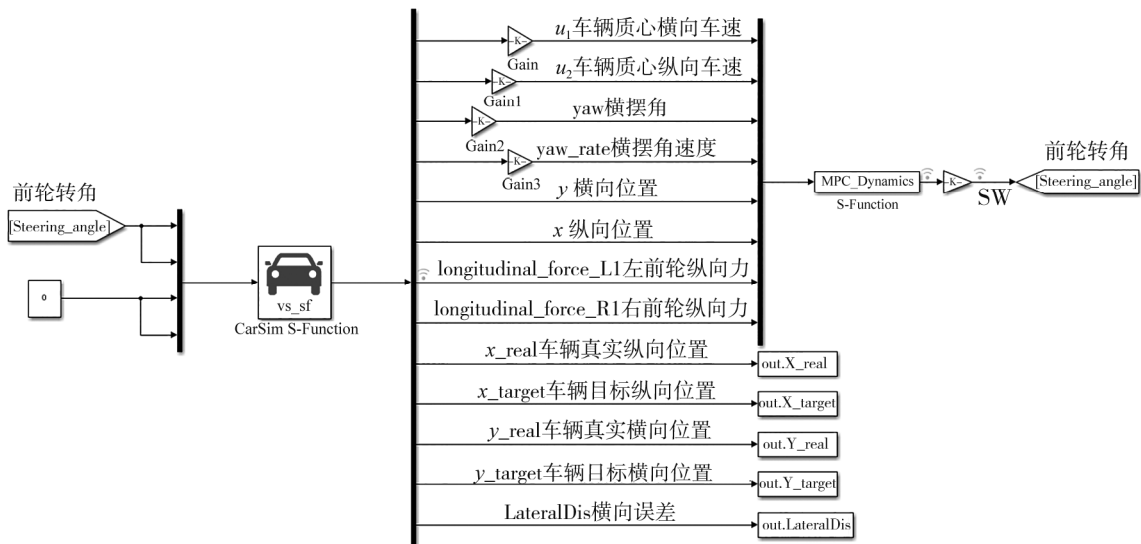 前轮转角
[Steering_angle]
0
vs_sf
CarSim S-Function
u₁车辆质心横向车速
-K-
Gain
u₂车辆质心纵向车速
-K-
Gain1
yaw横摆角
-K-
Gain2
yaw_rate横摆角速度
-K-
Gain3
y 横向位置
x 纵向位置
longitudinal_force_L1左前轮纵向力
longitudinal_force_R1右前轮纵向力
x_real车辆真实纵向位置
out.X_real
x_target车辆目标纵向位置
out.X_target
y_real车辆真实横向位置
out.Y_real
y_target车辆日标横向位置
out.Y_target
LateralDis横向误差
out.LateralDis
MPC_Dynamics
S-Function
-K-
SW
前轮转角
[Steering_angle]